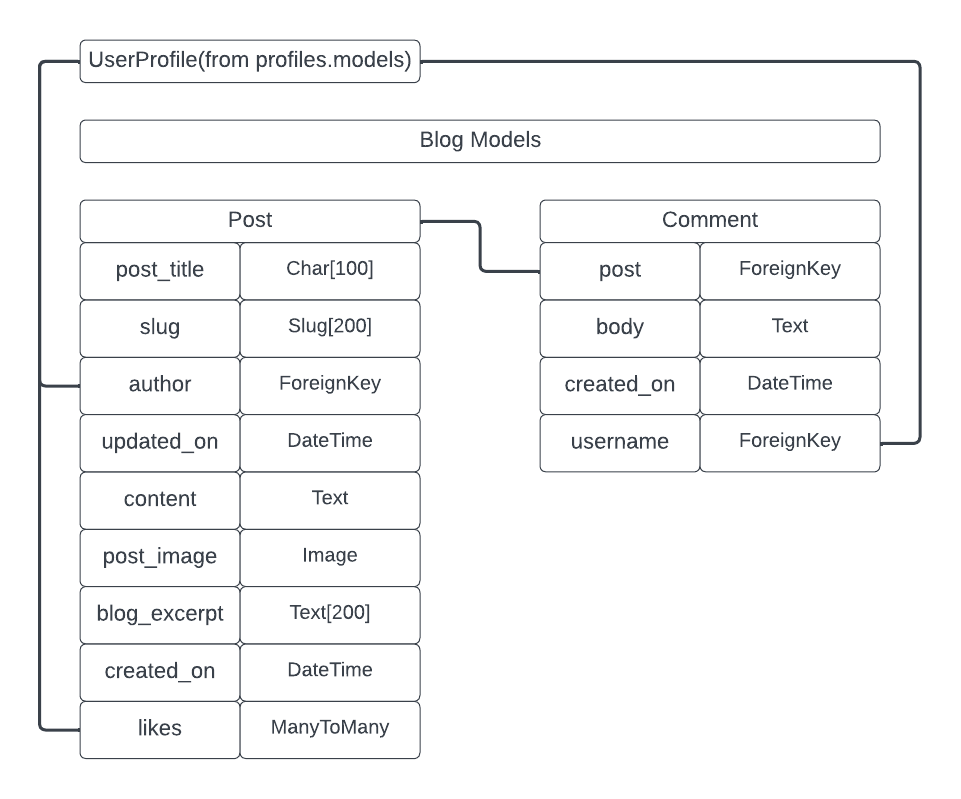 UserProfile(from profiles.models)
Blog Models
Post
post_title Char[100]
slug Slug[200]
author ForeignKey
updated_on DateTime
content Text
post_image Image
blog_excerpt Text[200]
created_on DateTime
likes ManyToMany
Comment
post ForeignKey
body Text
created_on DateTime
username ForeignKey